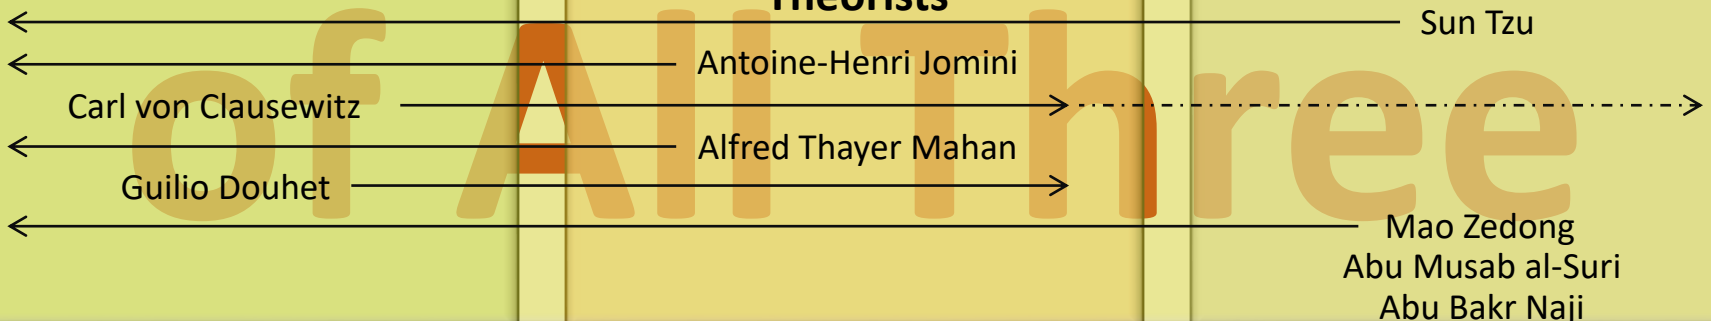 Theorists
Sun Tzu
Antoine-Henri Jomini
Carl von Clausewitz
Alfred Thayer Mahan
Guilio Douhet
Mao Zedong
Abu Musab al-Suri
Abu Bakr Naji
of All Three